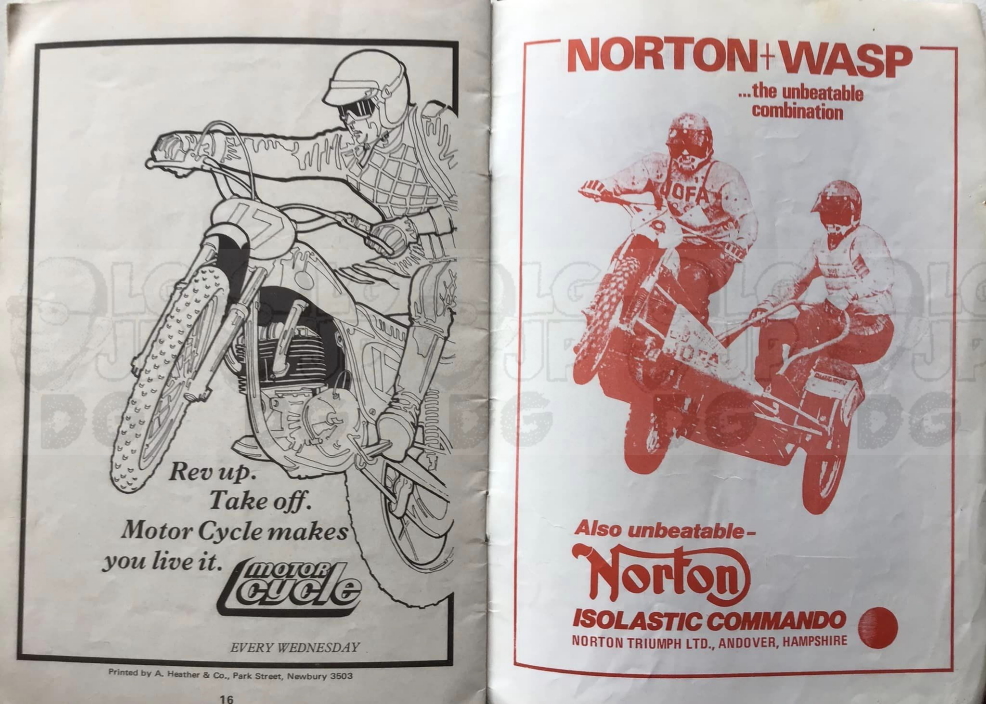 17
Rev up.
Take off.
Motor Cycle makes
you live it.
MOTOR
cycle
EVERY WEDNESDAY
Printed by A. Heather & Co., Park Street, Newbury 3503
16
NORTON+WASP
...the unbeatable
combination
JOFA
JOFA
Also unbeatable–
Norton
ISOLASTIC COMMANDO
NORTON TRIUMPH LTD., ANDOVER, HAMPSHIRE